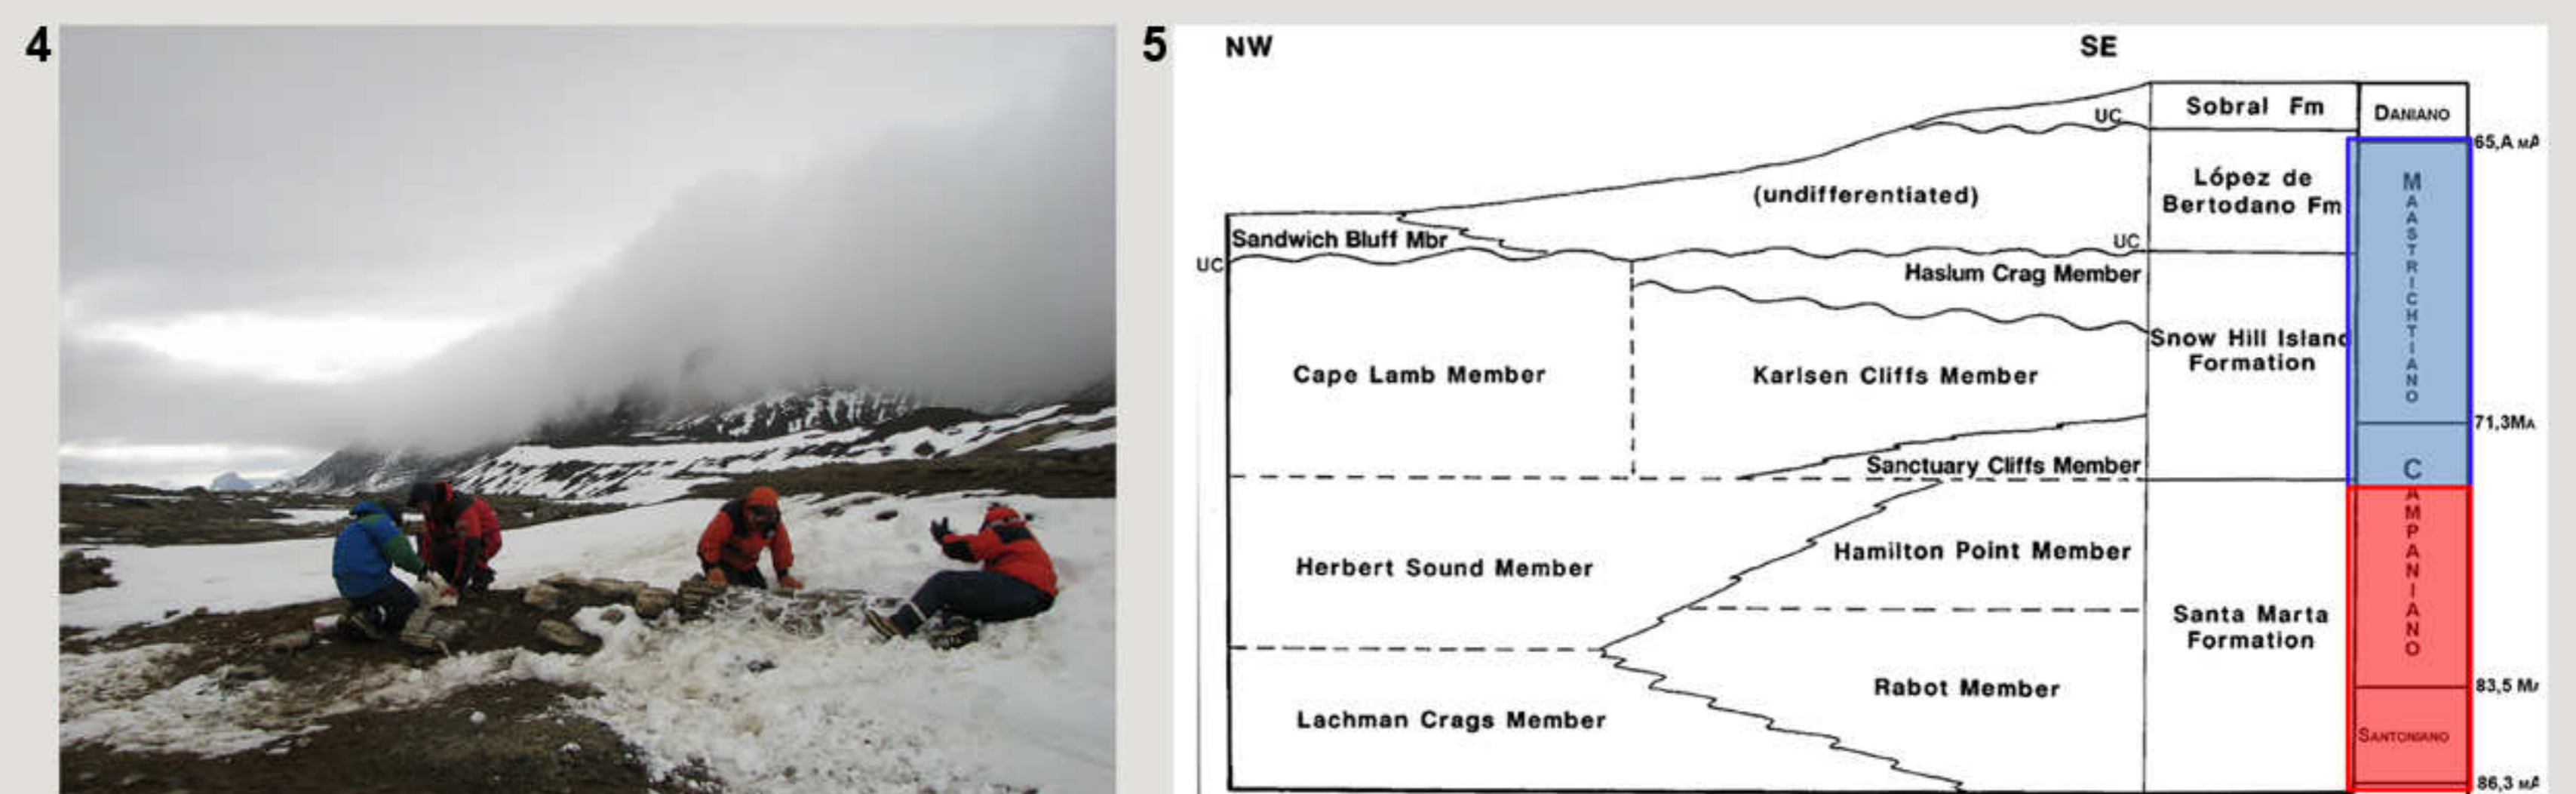 4
5
NW
SE
UC
Sobral Fm
DANIANO
65,A MA
(undifferentiated)
López de
Bertodano Fm
MAASTRICHTIANO
Sandwich Bluff Mbr
UC
UC
Haslum Crag Member
Cape Lamb Member
Karlsen Cliffs Member
Snow Hill Island
Formation
71,3MA
Sanctuary Cliffs Member
CAMPANIANO
Herbert Sound Member
Hamilton Point Member
Santa Marta
Formation
Rabot Member
83,5 M
Lachman Crags Member
SANTONIANO
86,3 MA